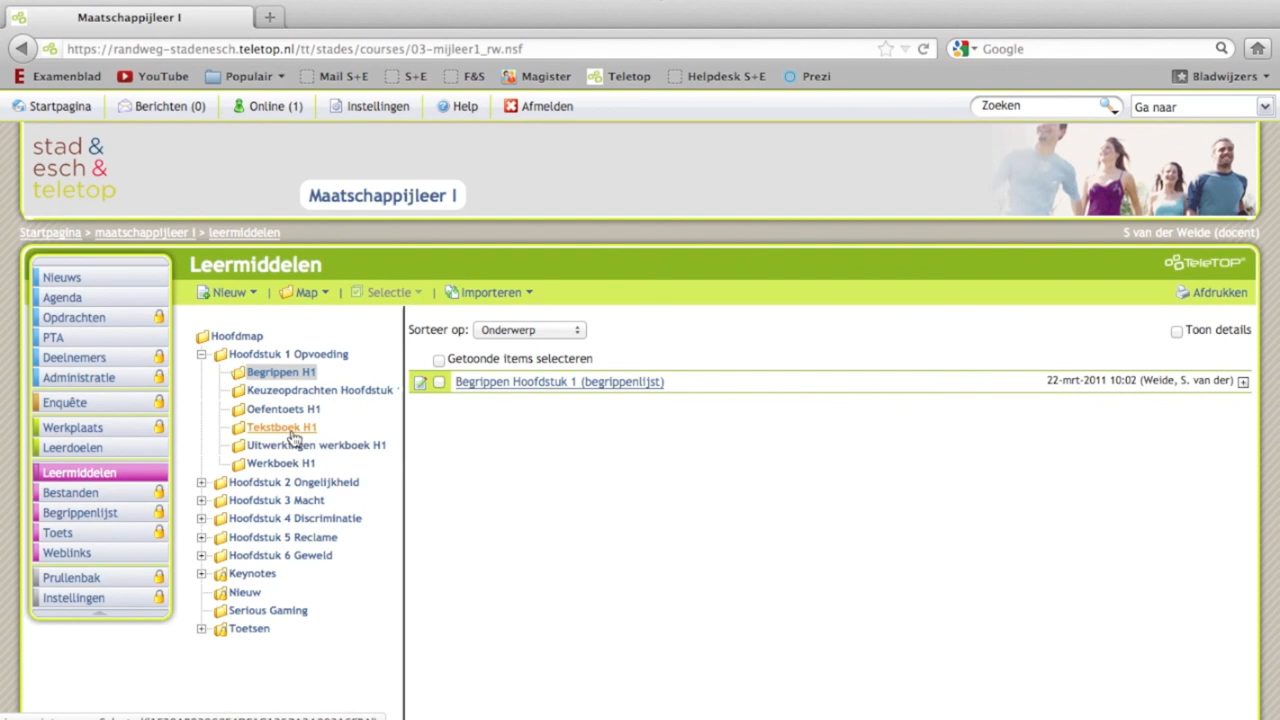 Maatschappijleer I
https://randweg-stadenesch.teletop.nl/tt/stades/courses/03-mijleer1_rw.nsf
Google
Examenblad YouTube Populair Mail S+E S+E F&S Magister Teletop Helpdesk S+E Prezi Bladwijzers
Startpagina Berichten (0) Online (1) Instellingen Help Afmelden Zoeken Ga naar
stad &
esch &
teletop
Maatschappijleer I
Startpagina > maatschappijleer I > leermiddelen
S van der Weide (docent)
Leermiddelen
TeleTOP
Nieuw | Map | Selectie | Importeren
Afdrukken
Nieuws
Agenda
Opdrachten
PTA
Deelnemers
Administratie
Enquête
Werkplaats
Leerdoelen
Leermiddelen
Bestanden
Begrippenlijst
Toets
Weblinks
Prullenbak
Instellingen
Hoofdmap
Hoofdstuk 1 Opvoeding
Begrippen H1
Keuzeopdrachten Hoofdstuk
Oefentoets H1
Tekstboek H1
Uitwerkingen werkboek H1
Werkboek H1
Hoofdstuk 2 Ongelijkheid
Hoofdstuk 3 Macht
Hoofdstuk 4 Discriminatie
Hoofdstuk 5 Reclame
Hoofdstuk 6 Geweld
Keynotes
Nieuw
Serious Gaming
Toetsen
Sorteer op: Onderwerp
Toon details
Getoonde items selecteren
Begrippen Hoofdstuk 1 (begrippenlijst)
22-mrt-2011 10:02 (Weide, S. van der)